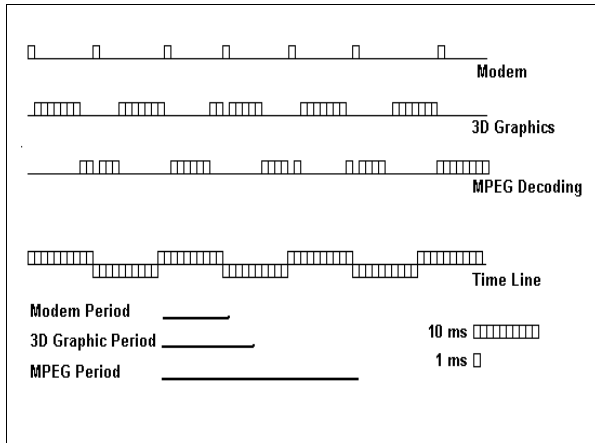 Modem
3D Graphics
MPEG Decoding
Time Line
Modem Period
3D Graphic Period
MPEG Period
10 ms
1 ms